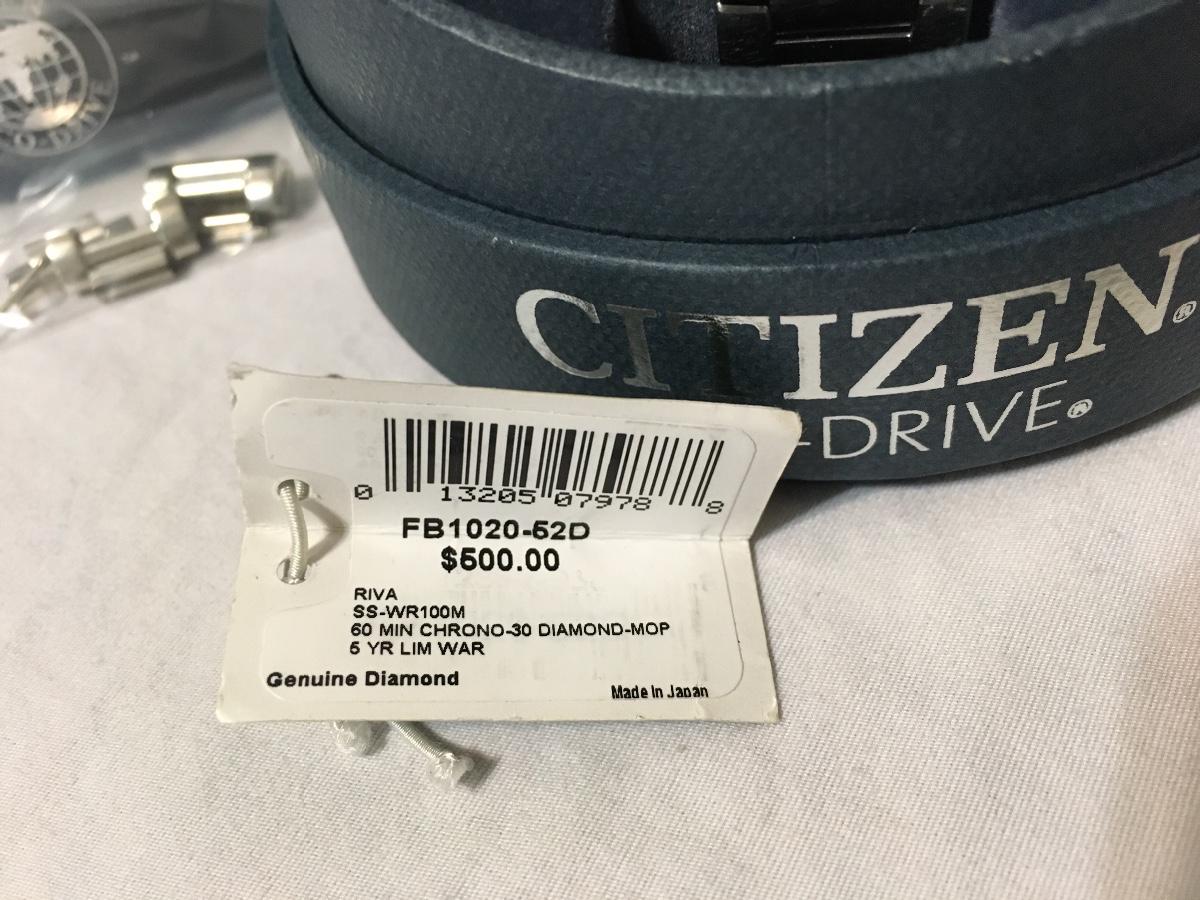 O-DRIVE
CITIZEN®
-DRIVE®
0 13205 07978 8
FB1020-52D
$500.00
RIVA
SS-WR100M
60 MIN CHRONO-30 DIAMOND-MOP
5 YR LIM WAR
Genuine Diamond
Made In Japan